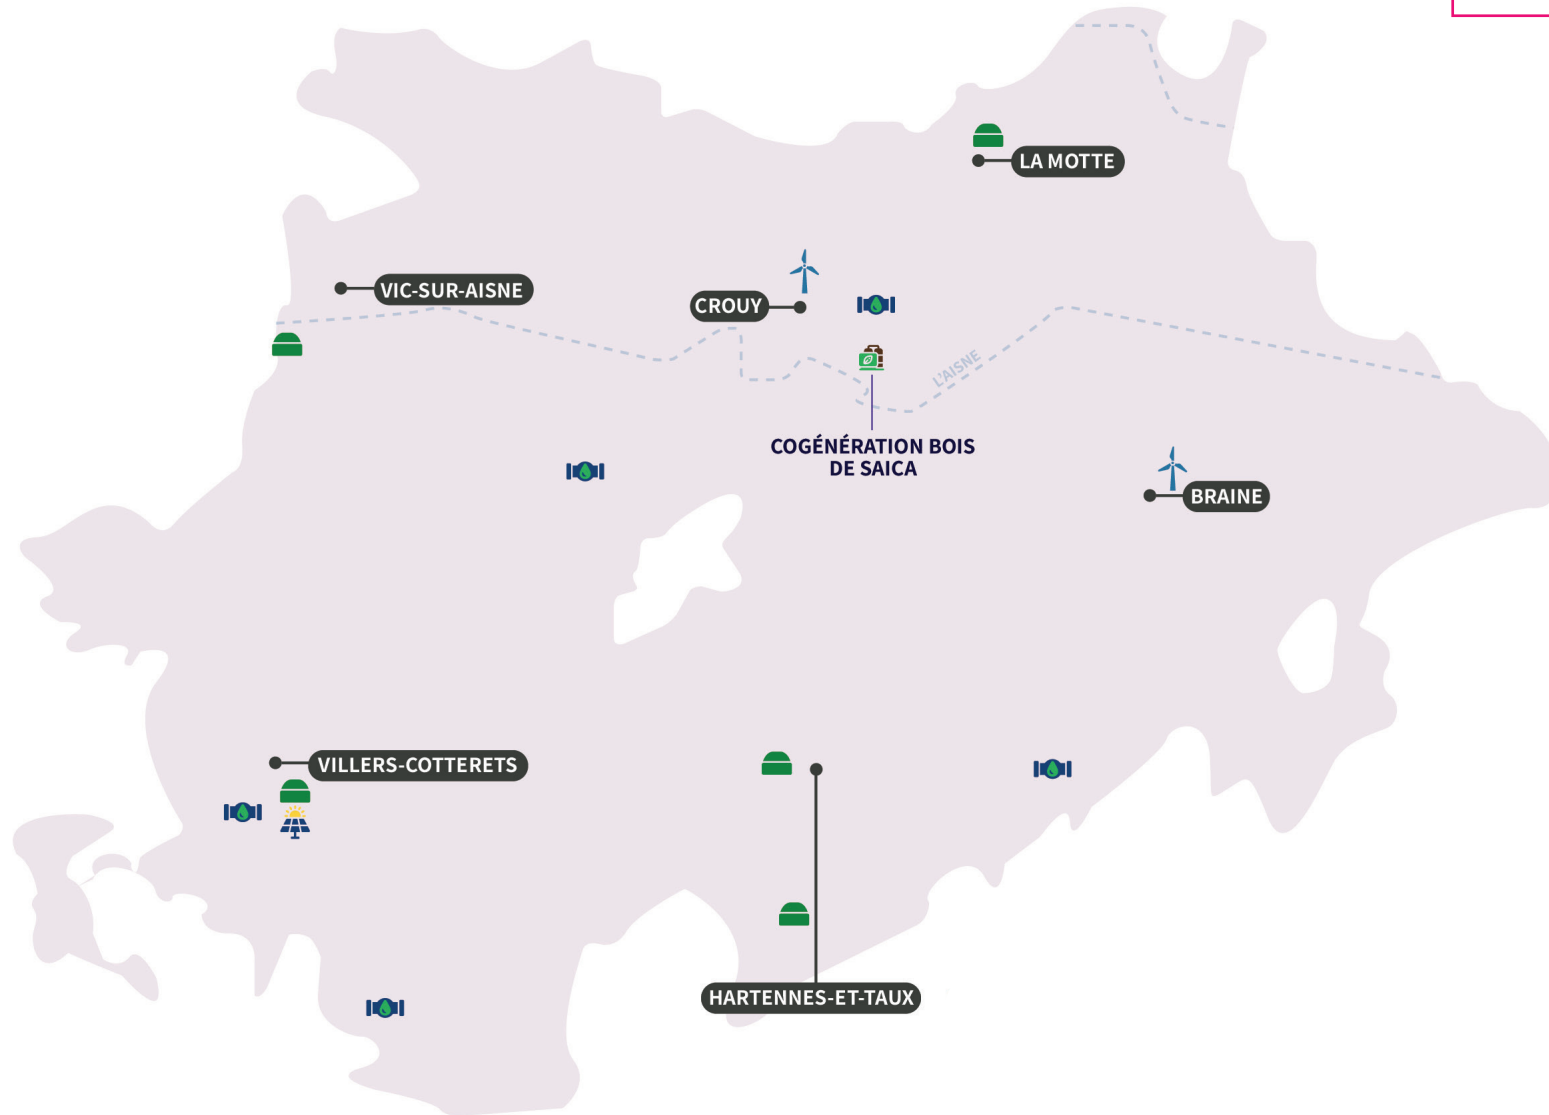 LA MOTTE
VIC-SUR-AISNE
CROUY
L'AISNE
COGÉNÉRATION BOIS
DE SAICA
BRAINE
VILLERS-COTTERETS
HARTENNES-ET-TAUX